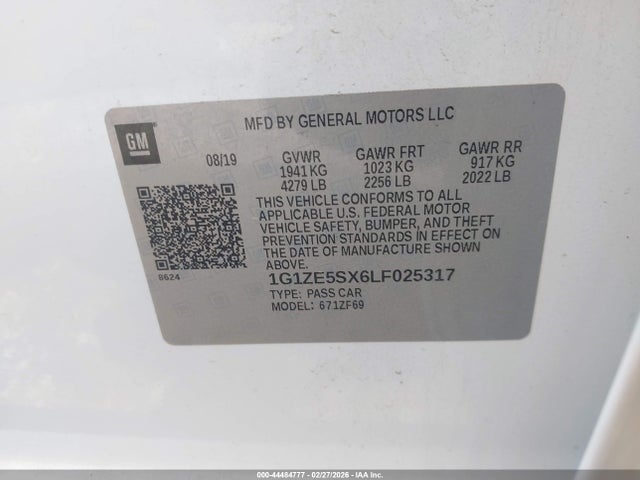 MFD BY GENERAL MOTORS LLC
GM
08/19 GVWR GAWR FRT GAWR RR
1941 KG 1023 KG 917 KG
4279 LB 2256 LB 2022 LB
THIS VEHICLE CONFORMS TO ALL
APPLICABLE U.S. FEDERAL MOTOR
VEHICLE SAFETY, BUMPER, AND THEFT
PREVENTION STANDARDS IN EFFECT ON
THE DATE OF MANUFACTURE SHOWN
ABOVE.
8624
1G1ZE5SX6LF025317
TYPE: PASS CAR
MODEL: 671ZF69
000-44484777 - 02/27/2026 - IAA Inc.